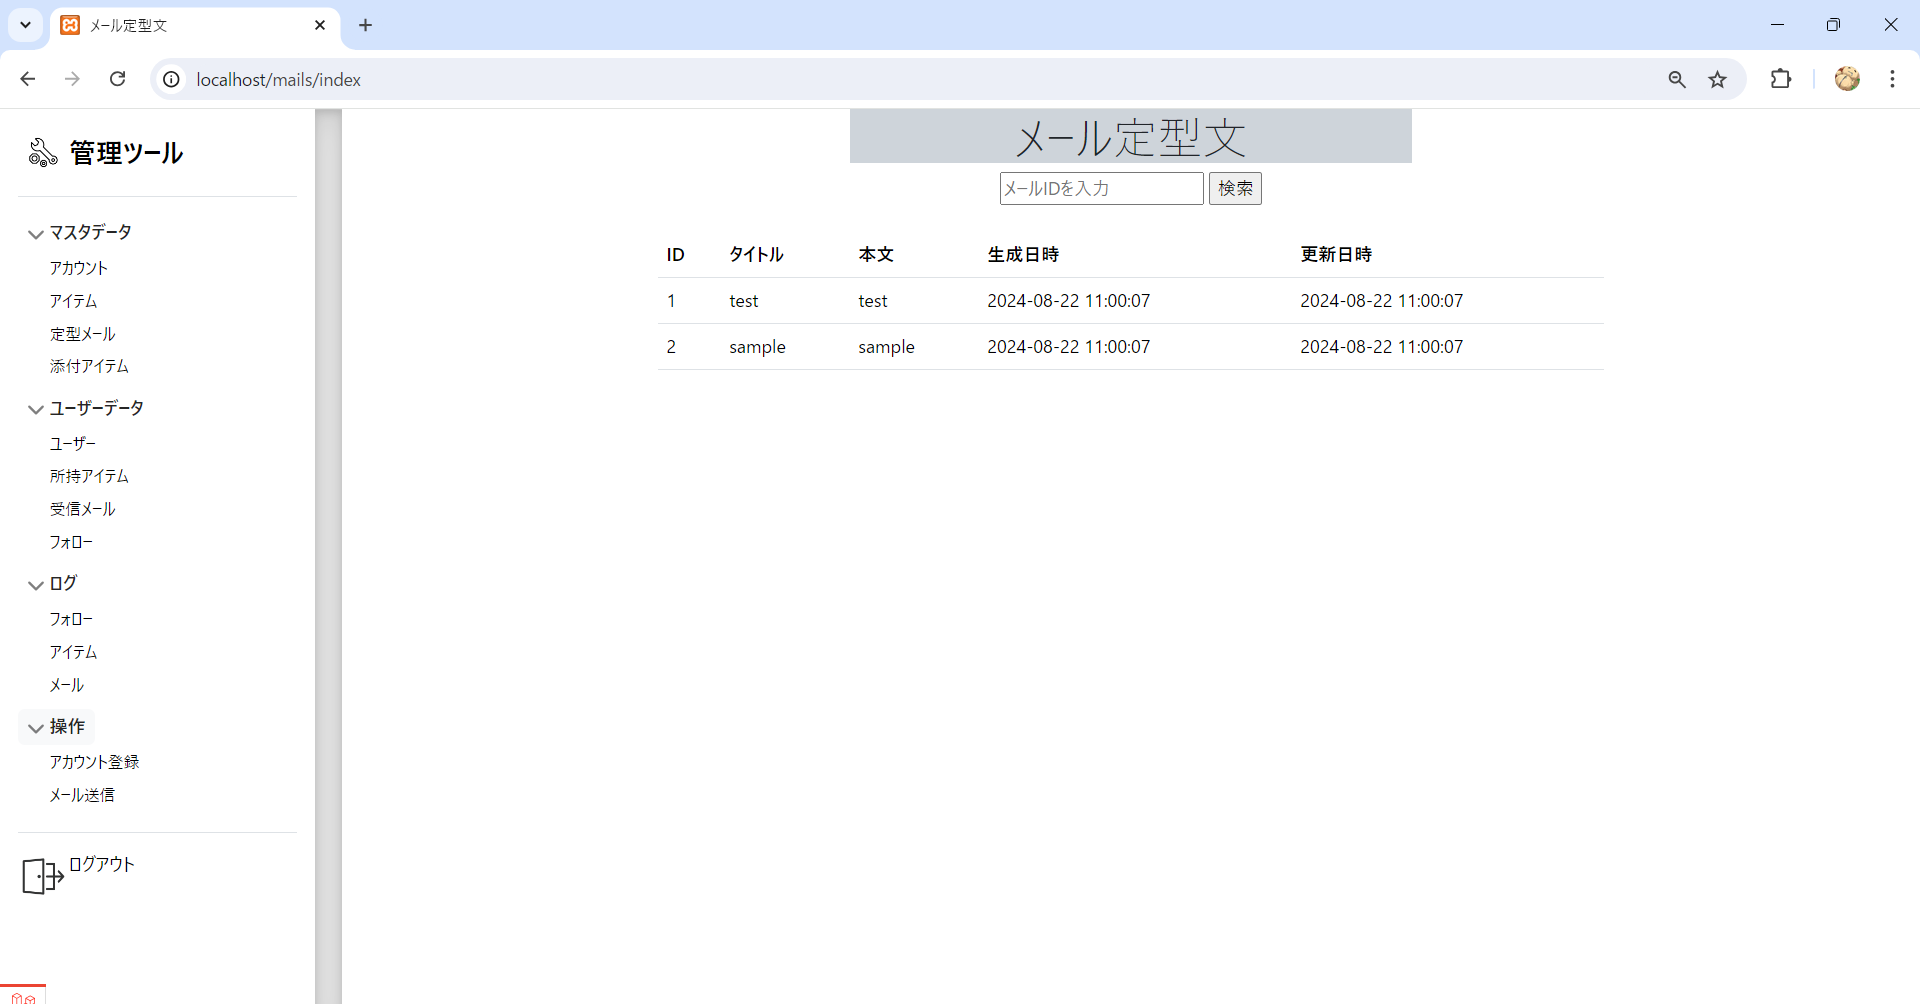 メール定型文
localhost/mails/index
管理ツール
マスタデータ
アカウント
アイテム
定型メール
添付アイテム
ユーザーデータ
ユーザー
所持アイテム
受信メール
フォロー
ログ
フォロー
アイテム
メール
操作
アカウント登録
メール送信
ログアウト
メール定型文
メールIDを入力 検索
ID タイトル 本文 生成日時 更新日時
1 test test 2024-08-22 11:00:07 2024-08-22 11:00:07
2 sample sample 2024-08-22 11:00:07 2024-08-22 11:00:07